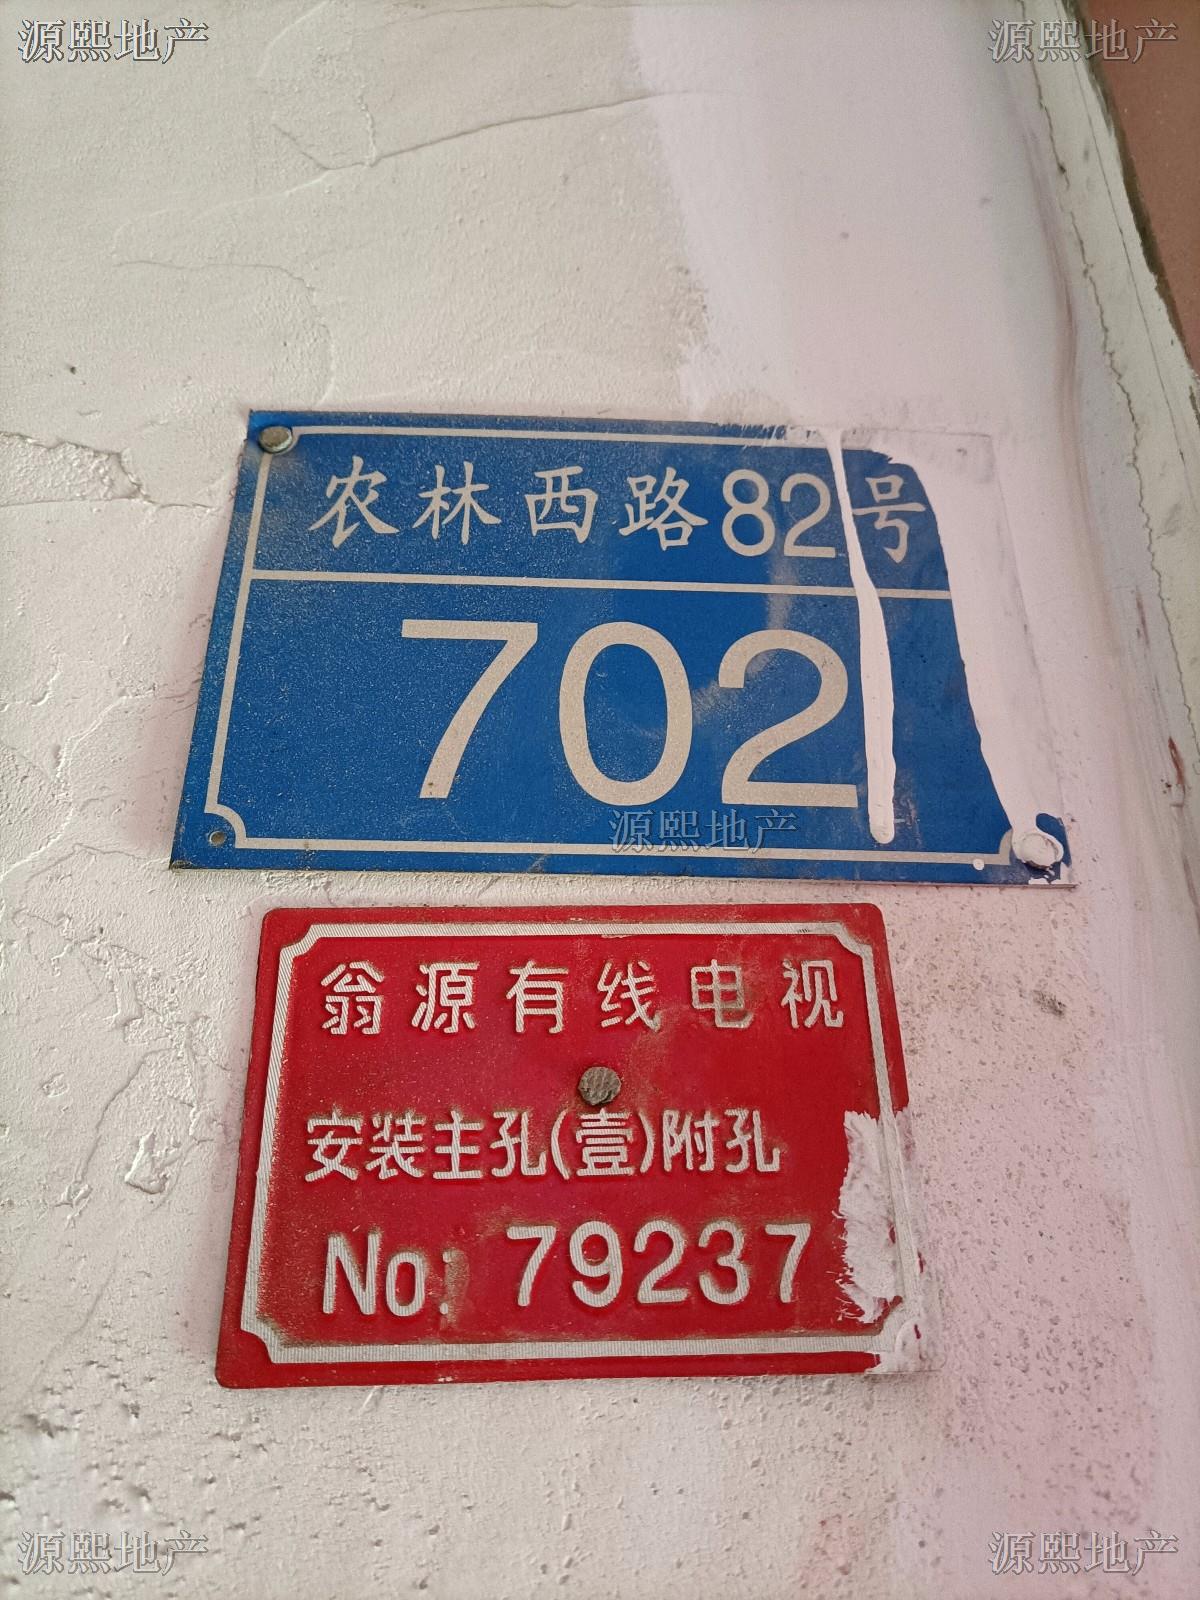 源熙地产 源熙地产
农林西路82号
702
源熙地产
翁源有线电视
安装主孔(壹)附孔
No: 79237
源熙地产 源熙地产